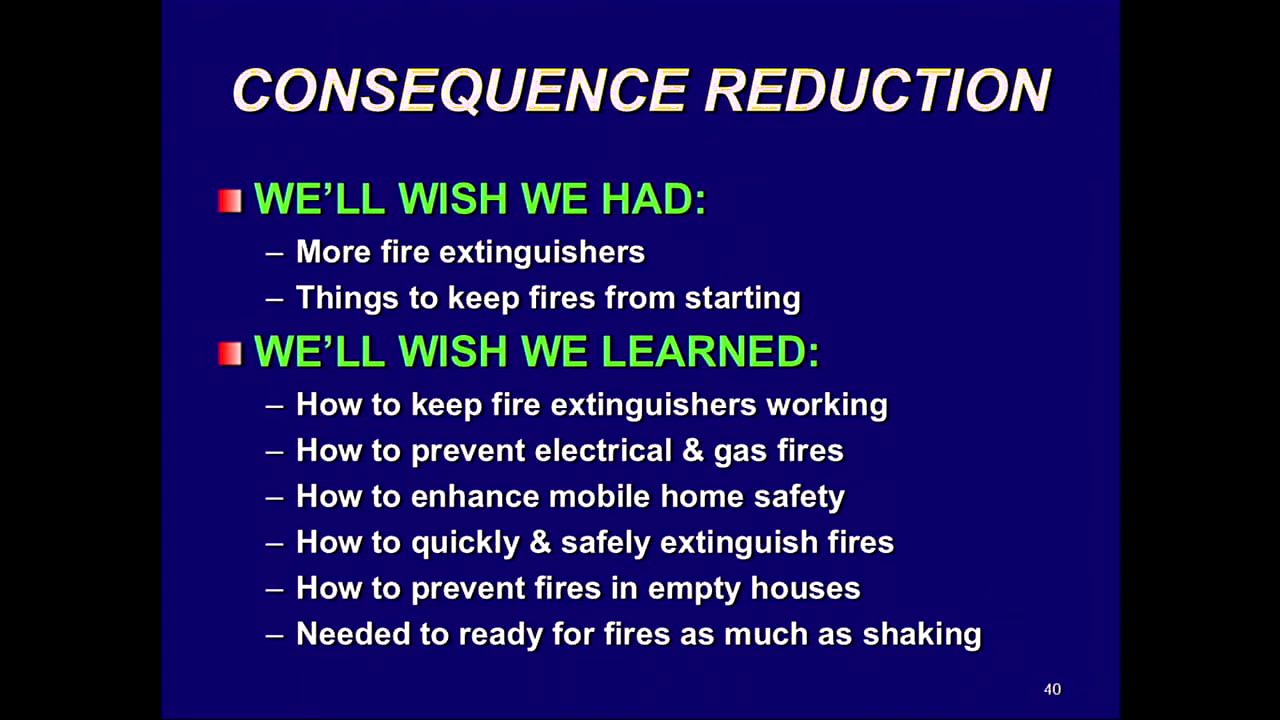 CONSEQUENCE REDUCTION
WE’LL WISH WE HAD:
– More fire extinguishers
– Things to keep fires from starting
WE’LL WISH WE LEARNED:
– How to keep fire extinguishers working
– How to prevent electrical & gas fires
– How to enhance mobile home safety
– How to quickly & safely extinguish fires
– How to prevent fires in empty houses
– Needed to ready for fires as much as shaking
40